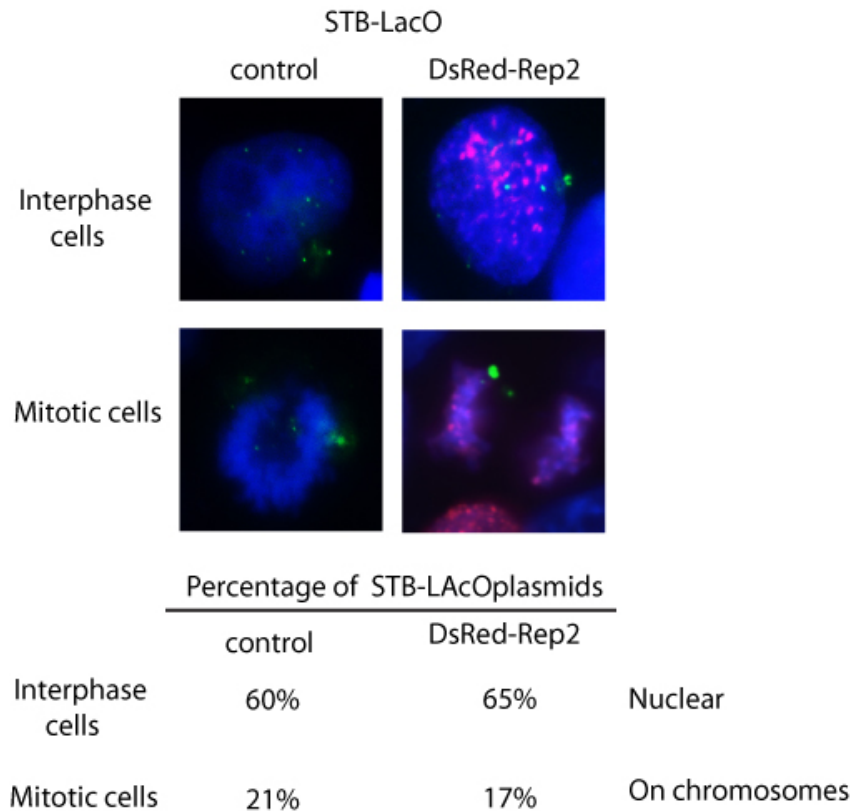 STB-LacO
control DsRed-Rep2
Interphase
cells
Mitotic cells
Percentage of STB-LAcOplasmids
control DsRed-Rep2
Interphase
cells
60% 65% Nuclear
Mitotic cells 21% 17% On chromosomes